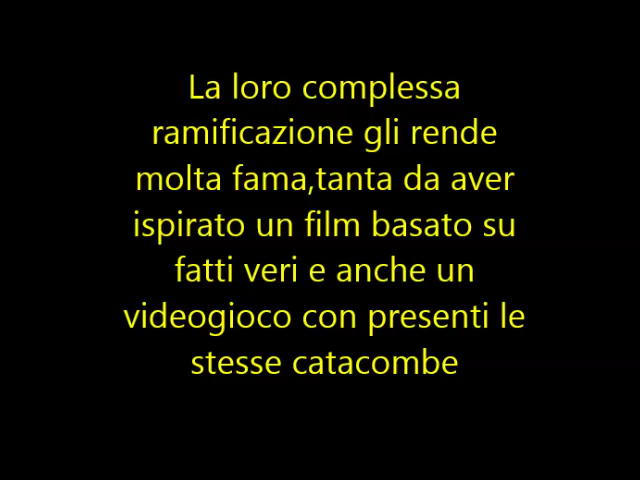 La loro complessa
ramificazione gli rende
molta fama,tanta da aver
ispirato un film basato su
fatti veri e anche un
videogioco con presenti le
stesse catacombe